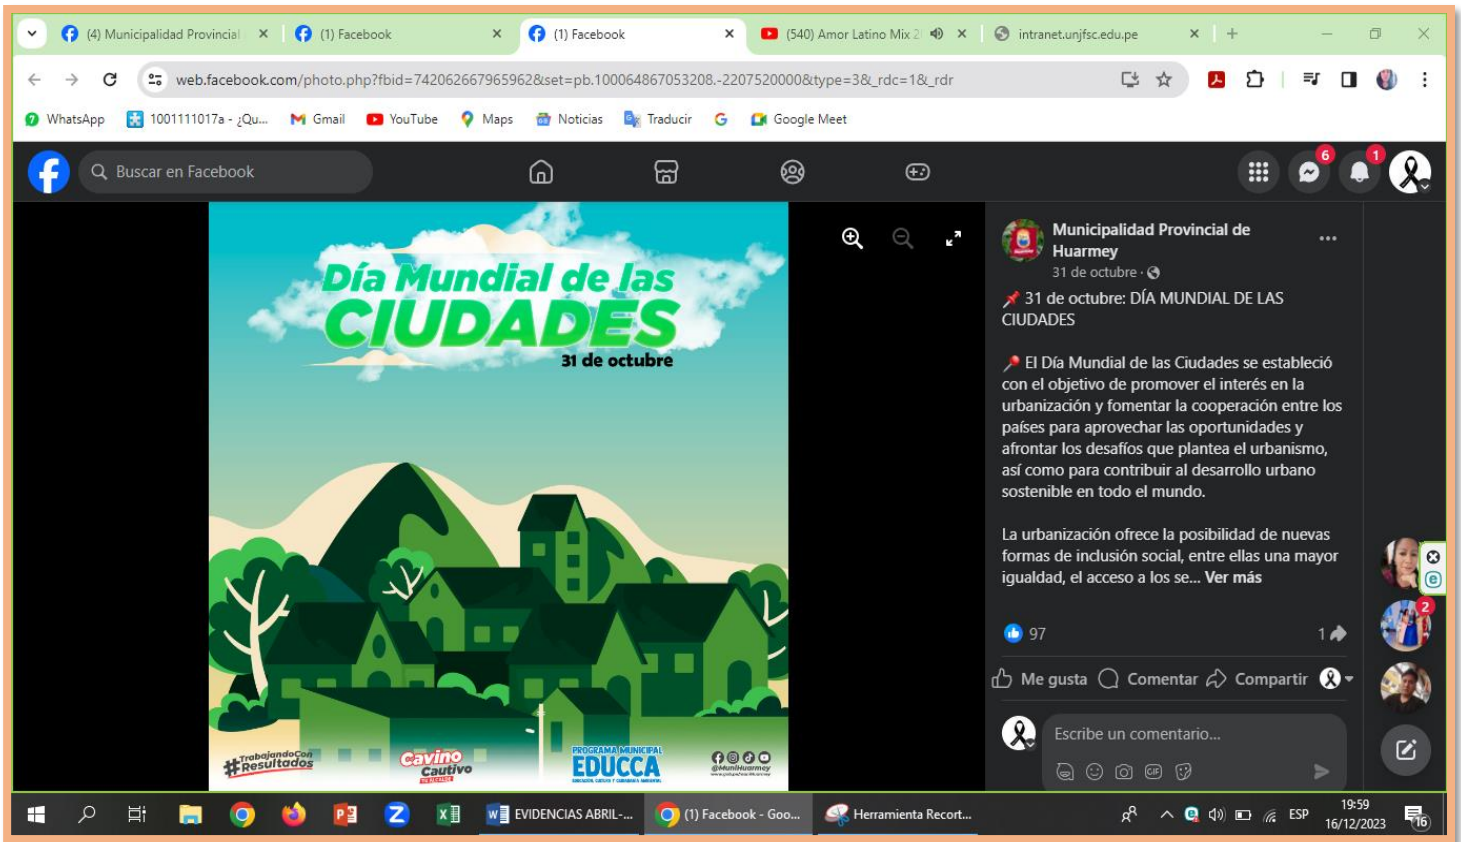 (4) Municipalidad Provincial
(1) Facebook
(1) Facebook
(540) Amor Latino Mix 2
intranet.unjfsc.edu.pe
web.facebook.com/photo.php?fbid=742062667965962&set=pb.100064867053208.-2207520000&type=3&_rdc=1&_rdr
WhatsApp
1001111017a - ¿Qu...
Gmail
YouTube
Maps
Noticias
Traducir
Google Meet
Buscar en Facebook
6
1
Día Mundial de las
CIUDADES
31 de octubre
#TrabajandoCon
Resultados
Cavino
Cautivo
PROGRAMA MUNICIPAL
EDUCCA
@MuniHuarmey
Municipalidad Provincial de
Huarmey
31 de octubre
31 de octubre: DÍA MUNDIAL DE LAS
CIUDADES
El Día Mundial de las Ciudades se estableció
con el objetivo de promover el interés en la
urbanización y fomentar la cooperación entre los
países para aprovechar las oportunidades y
afrontar los desafíos que plantea el urbanismo,
así como para contribuir al desarrollo urbano
sostenible en todo el mundo.
La urbanización ofrece la posibilidad de nuevas
formas de inclusión social, entre ellas una mayor
igualdad, el acceso a los se... Ver más
97
1
Me gusta
Comentar
Compartir
Escribe un comentario...
GIF
2
EVIDENCIAS ABRIL-...
(1) Facebook - Goo...
Herramienta Recort...
ESP
19:59
16/12/2023
16